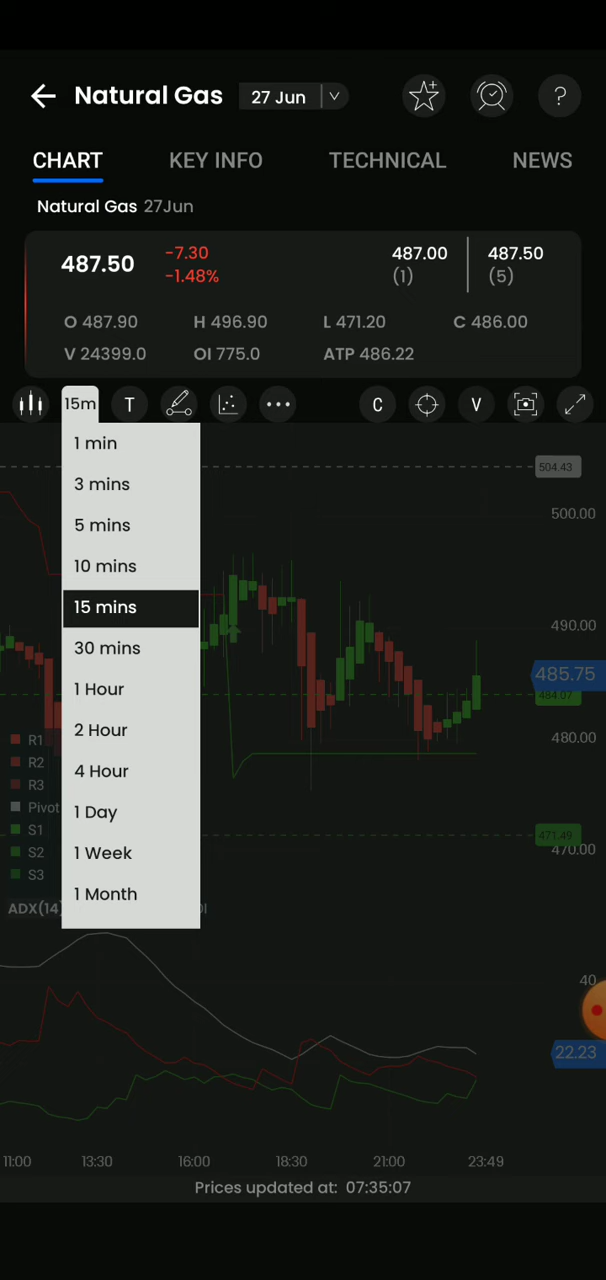 Natural Gas 27 Jun ?
CHART KEY INFO TECHNICAL NEWS
Natural Gas 27Jun
487.50 -7.30 487.00 487.50
-1.48% (1) (5)
O 487.90 H 496.90 L 471.20 C 486.00
V 24399.0 OI 775.0 ATP 486.22
15m T C V
1 min
3 mins
5 mins
10 mins
15 mins
30 mins
1 Hour
2 Hour
4 Hour
1 Day
1 Week
1 Month
504.43
500.00
490.00
485.75
484.07
480.00
471.49
470.00
R1
R2
R3
Pivot
S1
S2
S3
ADX(14) DI
40
22.23
11:00 13:30 16:00 18:30 21:00 23:49
Prices updated at: 07:35:07